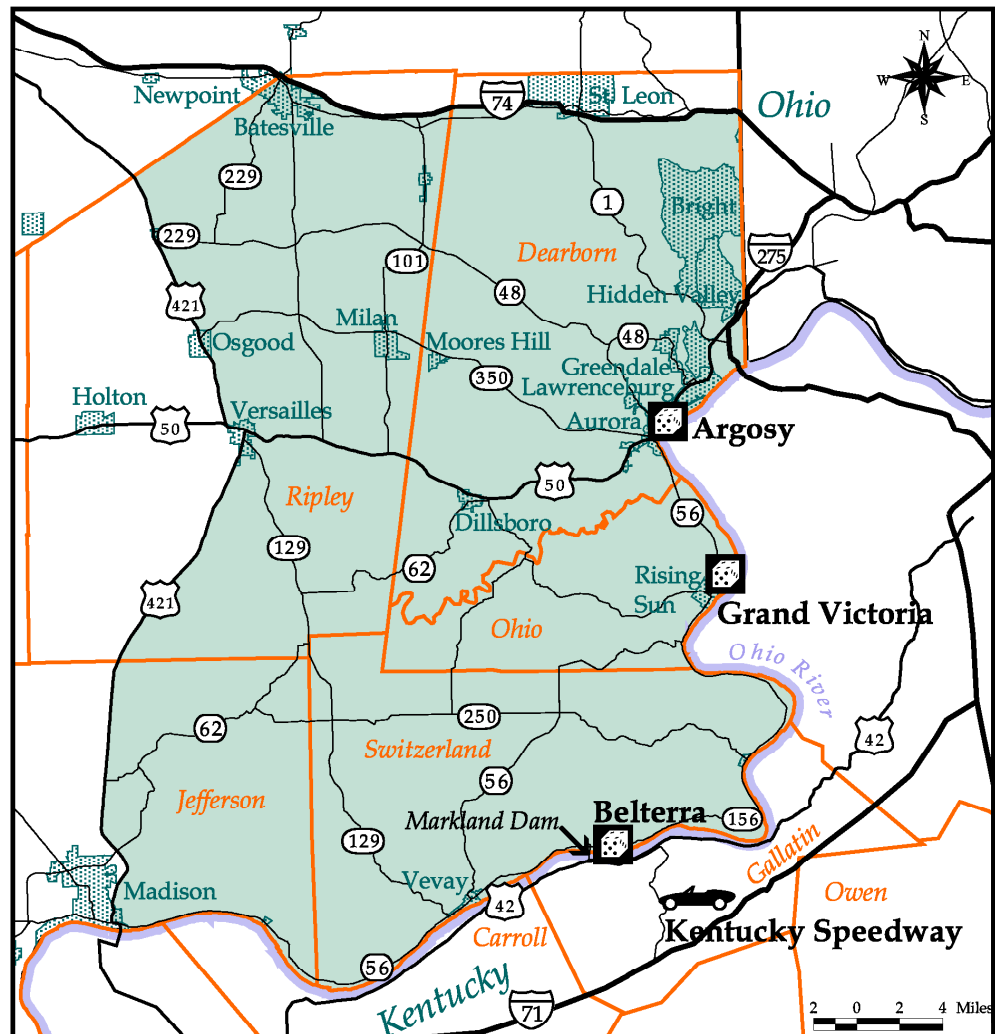 N
W
E
S
Newpoint
Batesville
74
St. Leon
Ohio
229
1
Bright
229
Dearborn
275
101
421
48
Hidden Valley
Milan
48
Osgood
Moores Hill
Greendale
350
Lawrenceburg
Holton
Versailles
Aurora
Argosy
50
50
Ripley
Dillsboro
56
129
62
Rising
Sun
421
Grand Victoria
Ohio
Ohio River
250
62
42
Switzerland
56
Jefferson
Belterra
Markland Dam
156
129
Gallatin
Vevay
Madison
42
Owen
Carroll
Kentucky Speedway
56
Kentucky
71
2 0 2 4 Miles